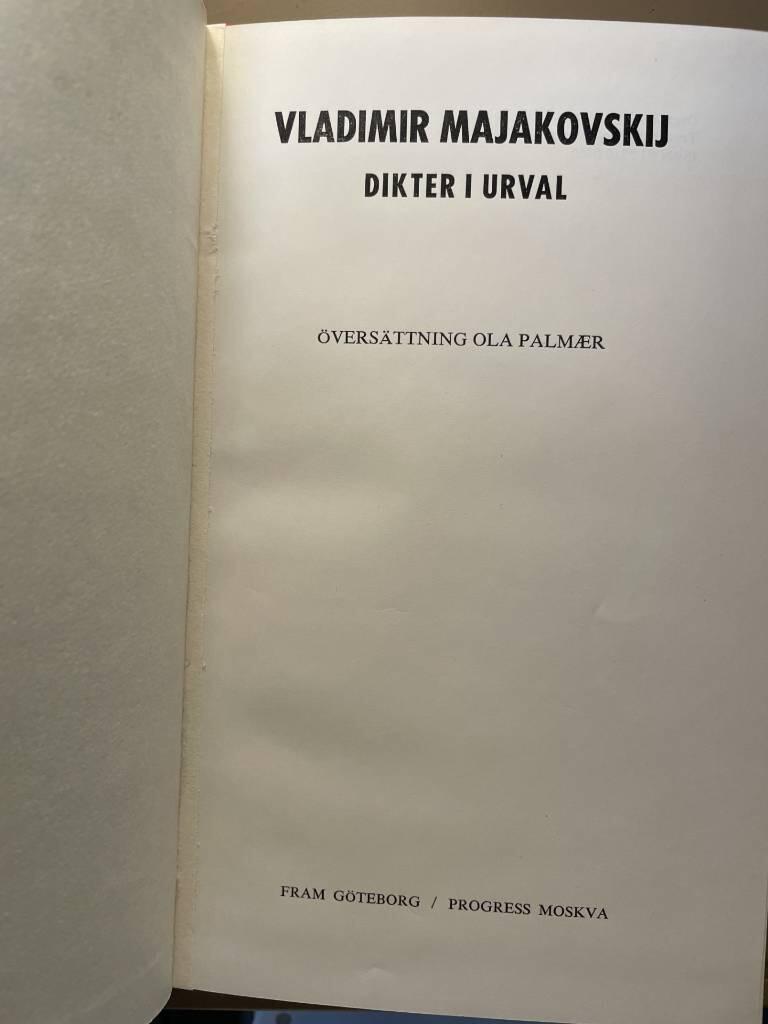 VLADIMIR MAJAKOVSKIJ
DIKTER I URVAL
ÖVERSÄTTNING OLA PALMÆR
FRAM GÖTEBORG / PROGRESS MOSKVA